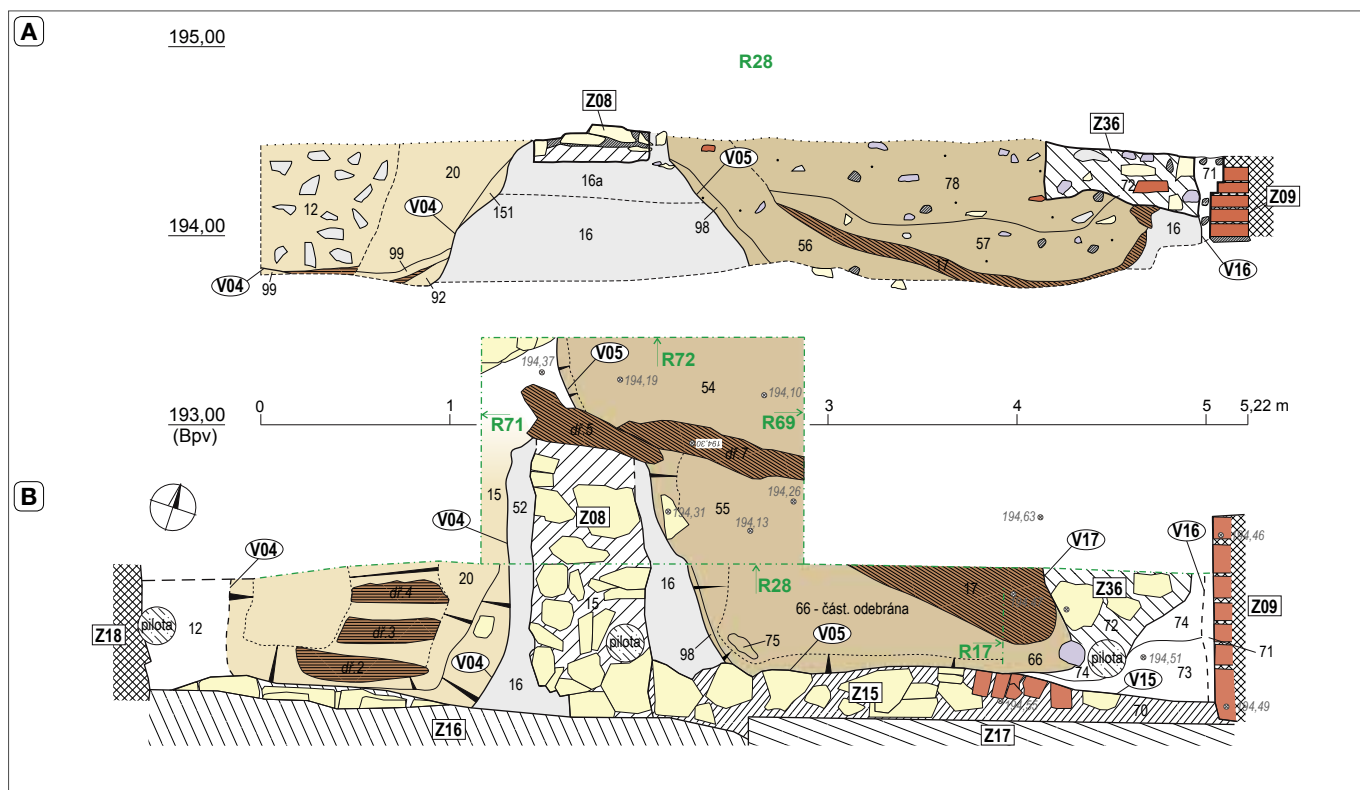 A
195,00
R28
Z08
Z36
V05
71
20
16a
78
72
Z09
12
V04
151
194,00
16
98
16
56
57
99
17
V16
V04
92
99
194,37
V05
R72
194,19
54
194,10
193,00
0
1
R71
R69
3
4
5
5,22 m
(Bpv)
dř.5
194,30
dř.7
B
15
194,26
52
55
194,31
Z08
194,13
194,63
V04
V17
V16
194,46
V04
20
16
R28
dř.4
17
Z36
Z09
15
66 - část. odebrána
pilota
12
dř.3
72
74
Z18
pilota
75
V05
71
R17
66
pilota
98
dř.2
V04
194,51
74
V15
73
16
Z15
194,55
70
194,49
Z16
Z17